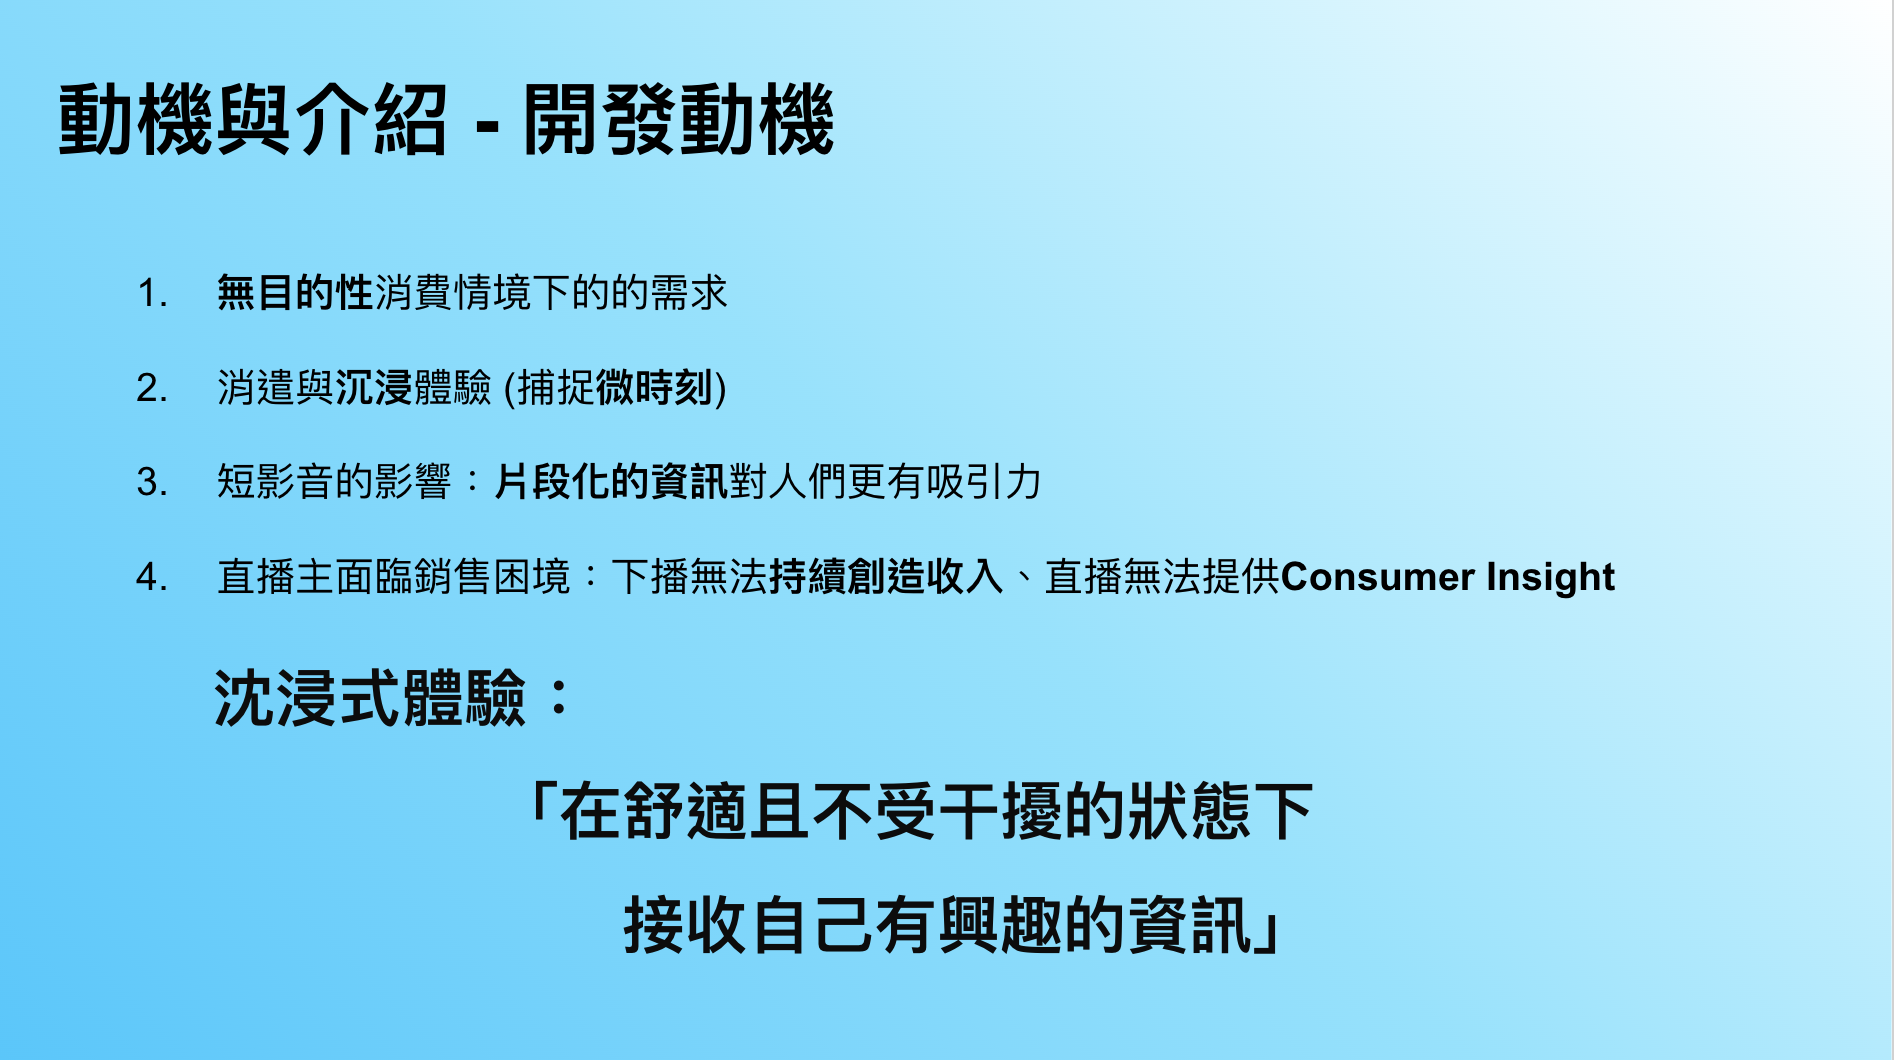 動機與介紹 - 開發動機
1. 無目的性消費情境下的的需求
2. 消遣與沉浸體驗 (捕捉微時刻)
3. 短影音的影響：片段化的資訊對人們更有吸引力
4. 直播主面臨銷售困境：下播無法持續創造收入、直播無法提供Consumer Insight
沈浸式體驗：
「在舒適且不受干擾的狀態下
接收自己有興趣的資訊」